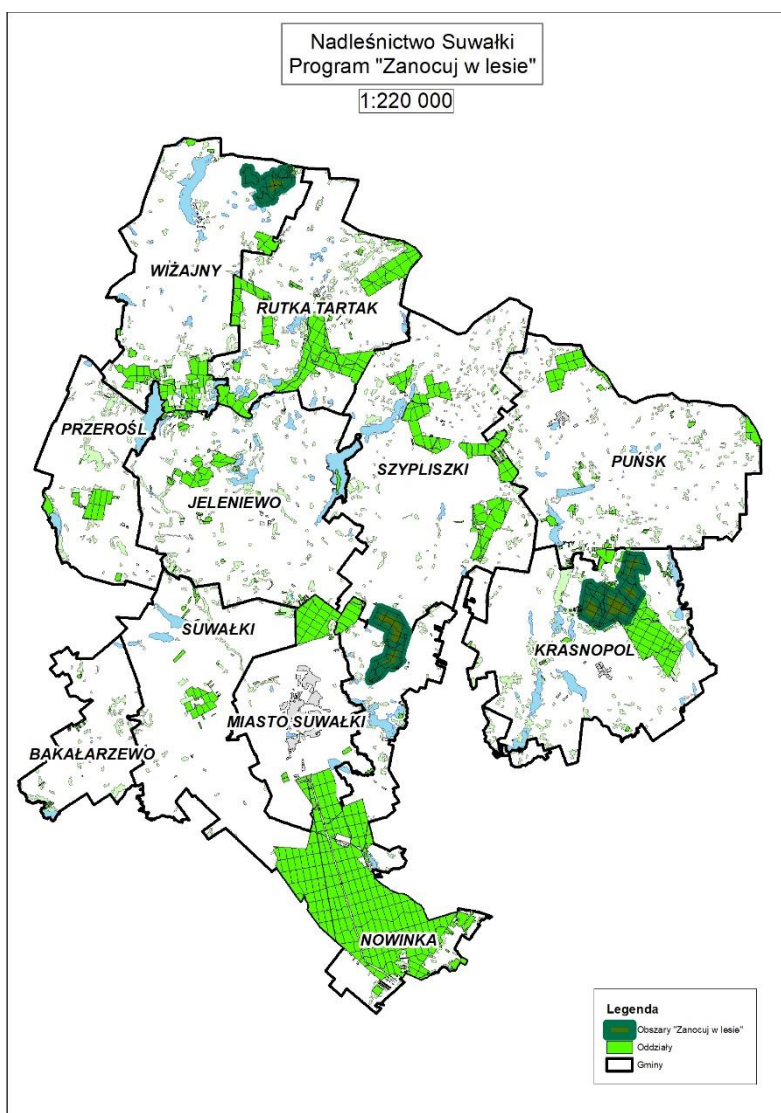 Nadleśnictwo Suwałki
Program "Zanocuj w lesie"
1:220 000
WIŻAJNY
RUTKA TARTAK
PRZEROŚL
SZYPLISZKI
PUŃSK
JELENIEWO
SUWAŁKI
KRASNOPOL
MIASTO SUWAŁKI
BAKAŁARZEWO
NOWINKA
Legenda
Obszary "Zanocuj w lesie"
Oddziały
Gminy